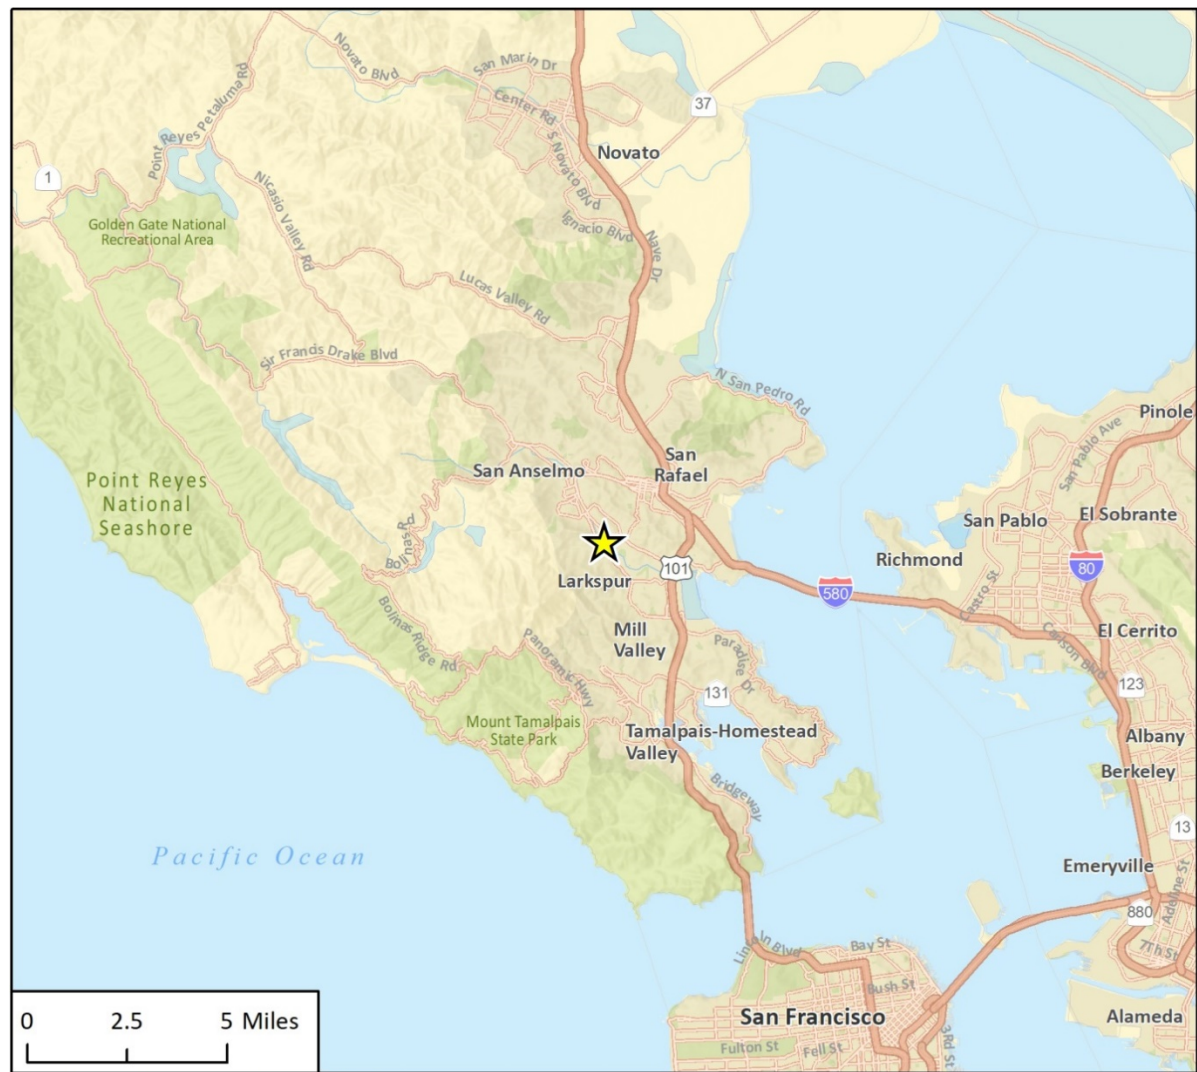 Novato Blvd
San Marin Dr
Point Reyes Petaluma Rd
Center Rd
37
S Novato Blvd
Novato
1
Nicasio Valley Rd
Golden Gate National
Recreational Area
Ignacio Blvd
Nave Dr
Lucas Valley Rd
Sir Francis Drake Blvd
N San Pedro Rd
Pinole
San Pablo Ave
San
Rafael
San Anselmo
Point Reyes
National
Seashore
El Sobrante
San Pablo
Bolinas Rd
Richmond
101
80
Larkspur
580
Castro St
Bolinas Ridge Rd
Mill
Valley
El Cerrito
Paradise Dr
Carlson Blvd
Panoramic Hwy
131
123
Mount Tamalpais
State Park
Tamalpais-Homestead
Valley
Albany
Berkeley
Bridgeway
13
Pacific Ocean
Emeryville
Adeline St
880
Lincoln Blvd
Bay St
7Th St
Bush St
San Francisco
Alameda
Fulton St
Fell St
3Rd St
0 2.5 5 Miles